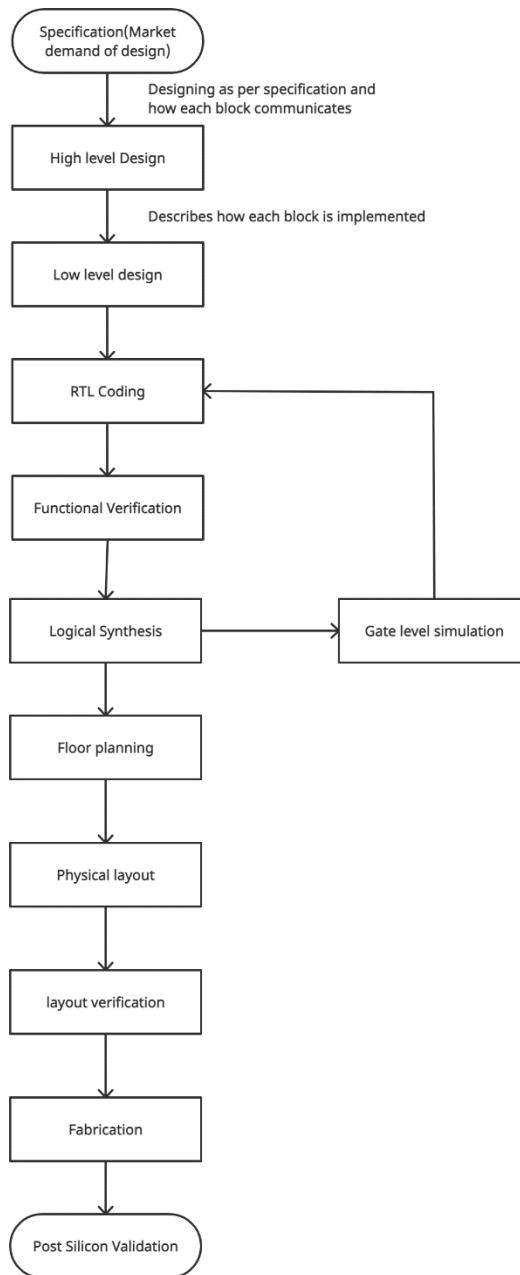 Specification(Market
demand of design)
Designing as per specification and
how each block communicates
High level Design
Describes how each block is implemented
Low level design
RTL Coding
Functional Verification
Logical Synthesis
Gate level simulation
Floor planning
Physical layout
layout verification
Fabrication
Post Silicon Validation